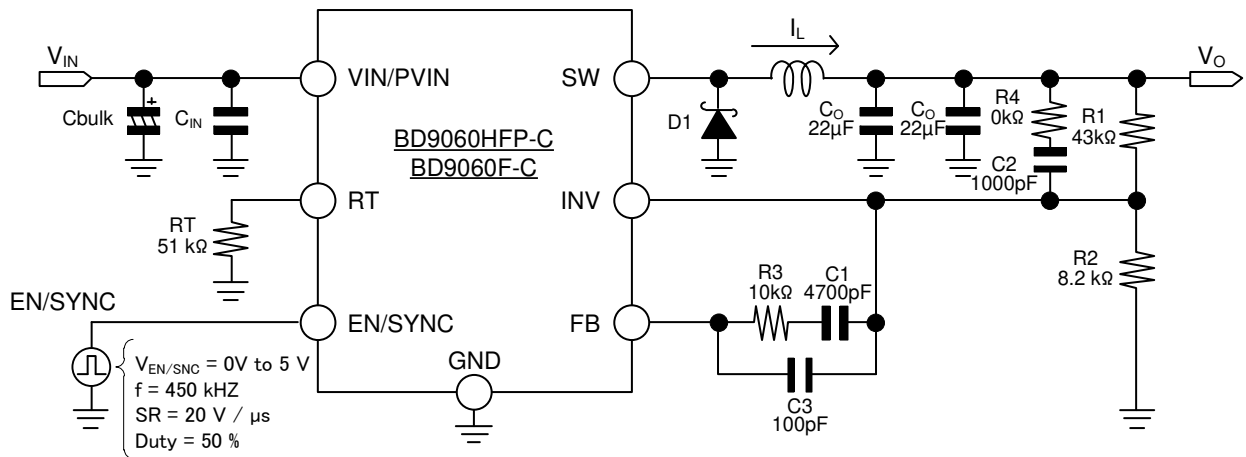 VIN
Cbulk
CIN
VIN/PVIN
SW
BD9060HFP-C
BD9060F-C
IL
D1
CO
22µF
CO
22µF
R4
0kΩ
C2
1000pF
R1
43kΩ
VO
RT
51 kΩ
RT
INV
R2
8.2 kΩ
EN/SYNC
EN/SYNC
FB
R3
10kΩ
C1
4700pF
C3
100pF
GND
VEN/SNC = 0V to 5 V
f = 450 kHZ
SR = 20 V / µs
Duty = 50 %